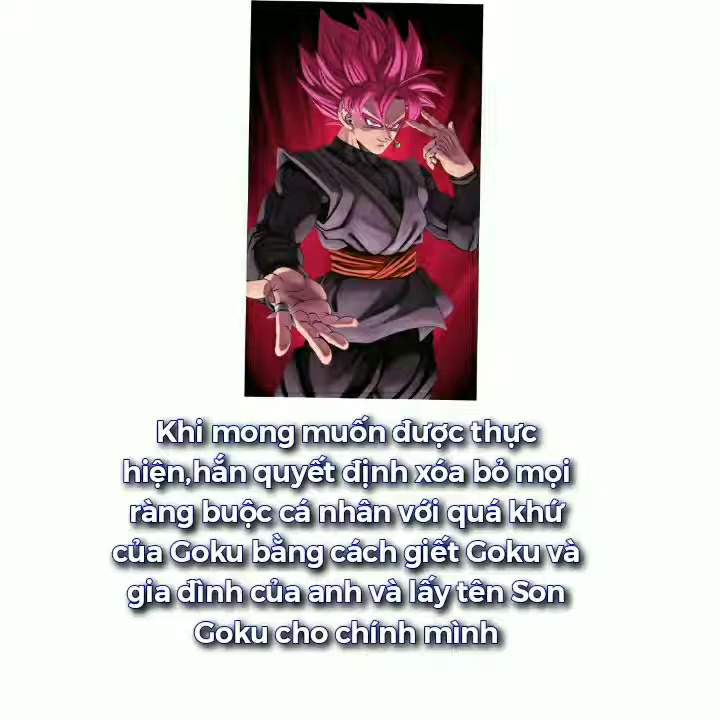 Khi mong muốn được thực
hiện,hắn quyết định xóa bỏ mọi
ràng buộc cá nhân với quá khứ
của Goku bằng cách giết Goku và
gia đình của anh và lấy tên Son
Goku cho chính mình